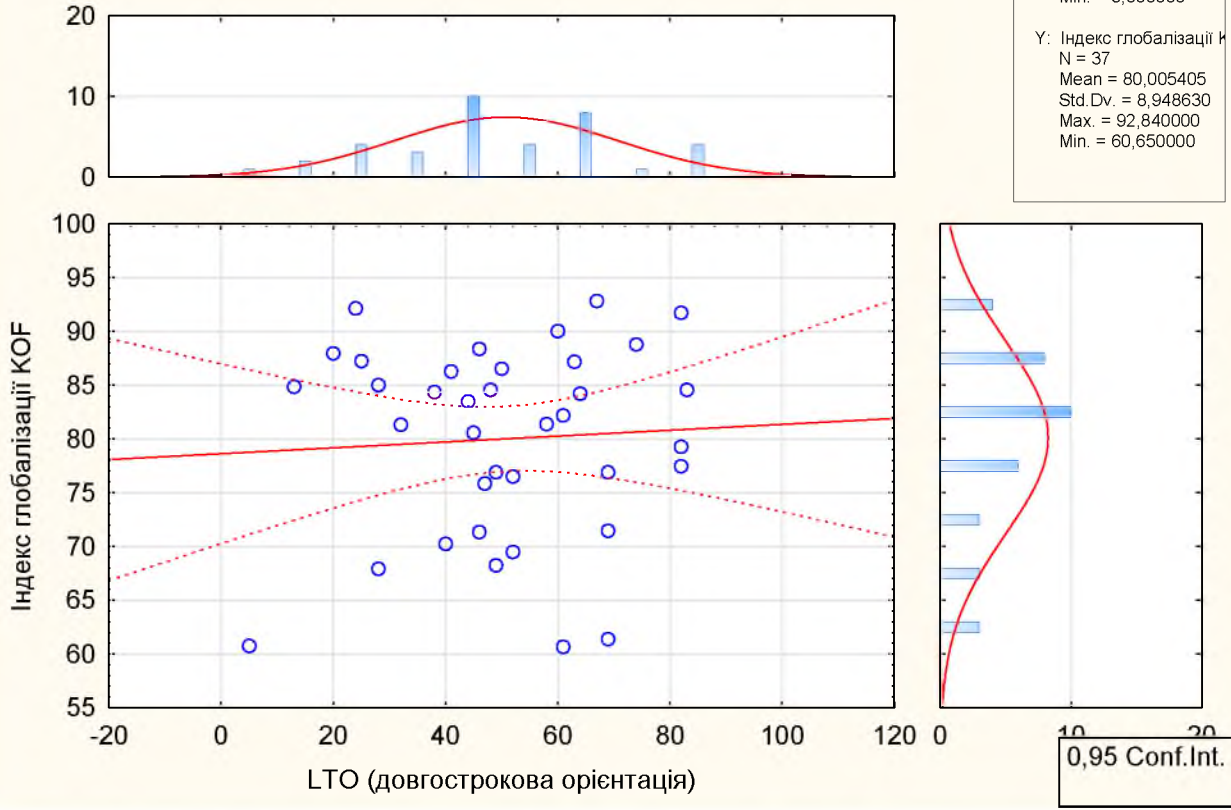 20
10
0
Y: Індекс глобалізації К
N = 37
Mean = 80,005405
Std.Dv. = 8,948630
Max. = 92,840000
Min. = 60,650000
100
95
90
85
80
75
70
65
60
55
Індекс глобалізації KOF
-20 0 20 40 60 80 100 120
LTO (довгострокова орієнтація)
0 10 20
0,95 Conf.Int.